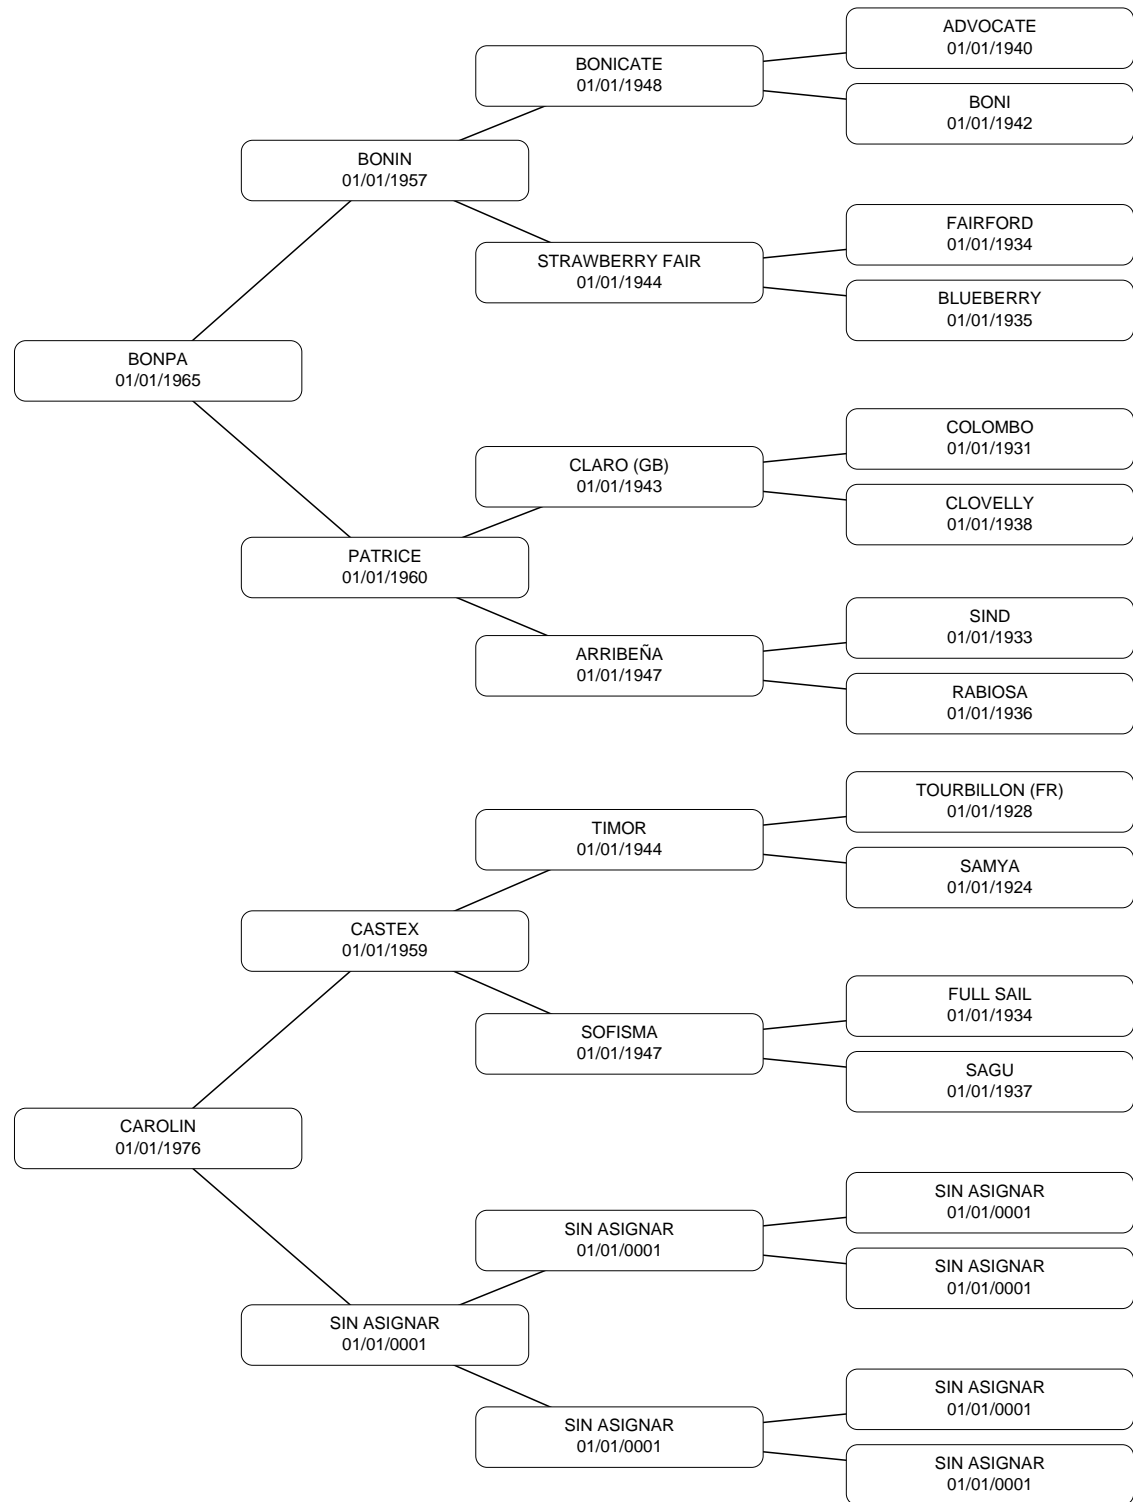 ADVOCATE
01/01/1940
BONICATE
01/01/1948
BONI
01/01/1942
BONIN
01/01/1957
FAIRFORD
01/01/1934
STRAWBERRY FAIR
01/01/1944
BLUEBERRY
01/01/1935
BONPA
01/01/1965
COLOMBO
01/01/1931
CLARO (GB)
01/01/1943
CLOVELLY
01/01/1938
PATRICE
01/01/1960
SIND
01/01/1933
ARRIBEÑA
01/01/1947
RABIOSA
01/01/1936
TOURBILLON (FR)
01/01/1928
TIMOR
01/01/1944
SAMYA
01/01/1924
CASTEX
01/01/1959
FULL SAIL
01/01/1934
SOFISMA
01/01/1947
SAGU
01/01/1937
CAROLIN
01/01/1976
SIN ASIGNAR
01/01/0001
SIN ASIGNAR
01/01/0001
SIN ASIGNAR
01/01/0001
SIN ASIGNAR
01/01/0001
SIN ASIGNAR
01/01/0001
SIN ASIGNAR
01/01/0001
SIN ASIGNAR
01/01/0001